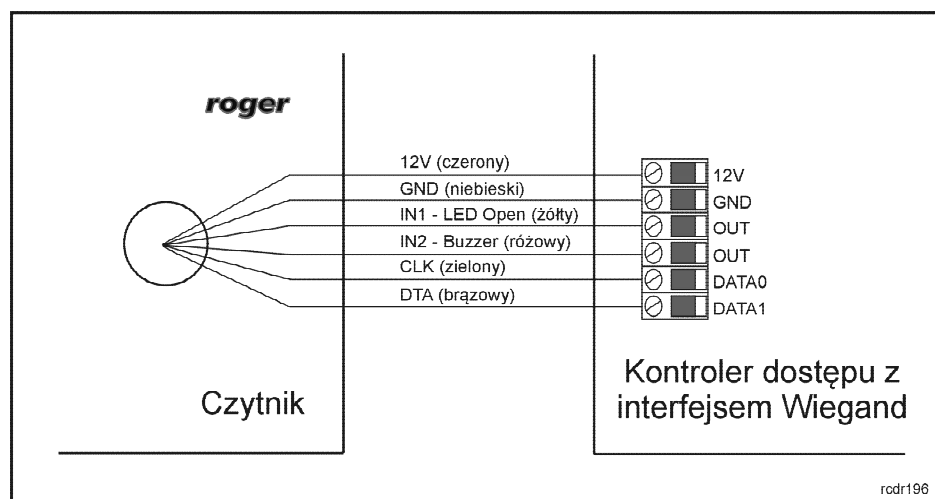 roger
12V (czerony)
GND (niebieski)
IN1 - LED Open (żółty)
IN2 - Buzzer (różowy)
CLK (zielony)
DTA (brązowy)
12V
GND
OUT
OUT
DATA0
DATA1
Czytnik
Kontroler dostępu z
interfejsem Wiegand
rcdr196